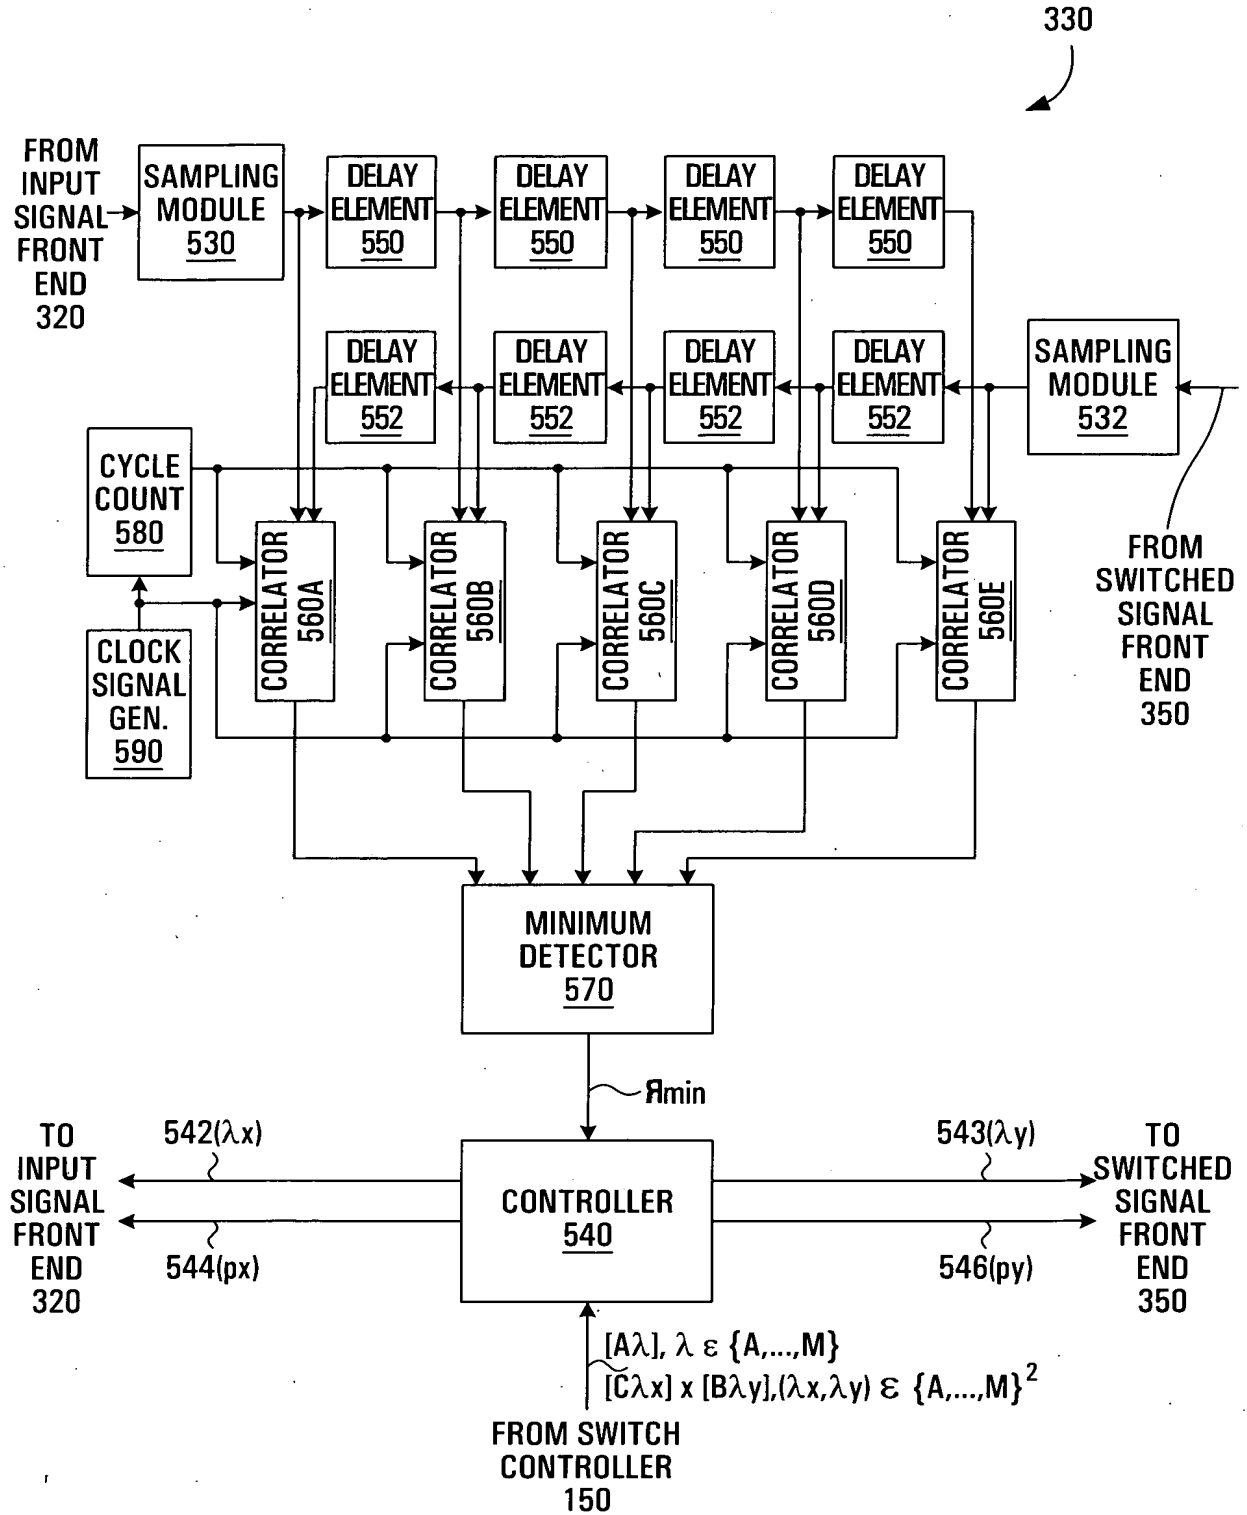 330
FROM
INPUT
SIGNAL
FRONT
END
320
SAMPLING
MODULE
530
DELAY
ELEMENT
550
DELAY
ELEMENT
550
DELAY
ELEMENT
550
DELAY
ELEMENT
550
DELAY
ELEMENT
552
DELAY
ELEMENT
552
DELAY
ELEMENT
552
DELAY
ELEMENT
552
SAMPLING
MODULE
532
FROM
SWITCHED
SIGNAL
FRONT
END
350
CYCLE
COUNT
580
CLOCK
SIGNAL
GEN.
590
CORRELATOR
560A
CORRELATOR
560B
CORRELATOR
560C
CORRELATOR
560D
CORRELATOR
560E
MINIMUM
DETECTOR
570
Яmin
TO
INPUT
SIGNAL
FRONT
END
320
542(λx)
544(px)
CONTROLLER
540
543(λy)
546(py)
TO
SWITCHED
SIGNAL
FRONT
END
350
[Aλ], λ ε {A,...,M}
[Cλx] x [Bλy],(λx,λy) ε {A,...,M}²
FROM SWITCH
CONTROLLER
150